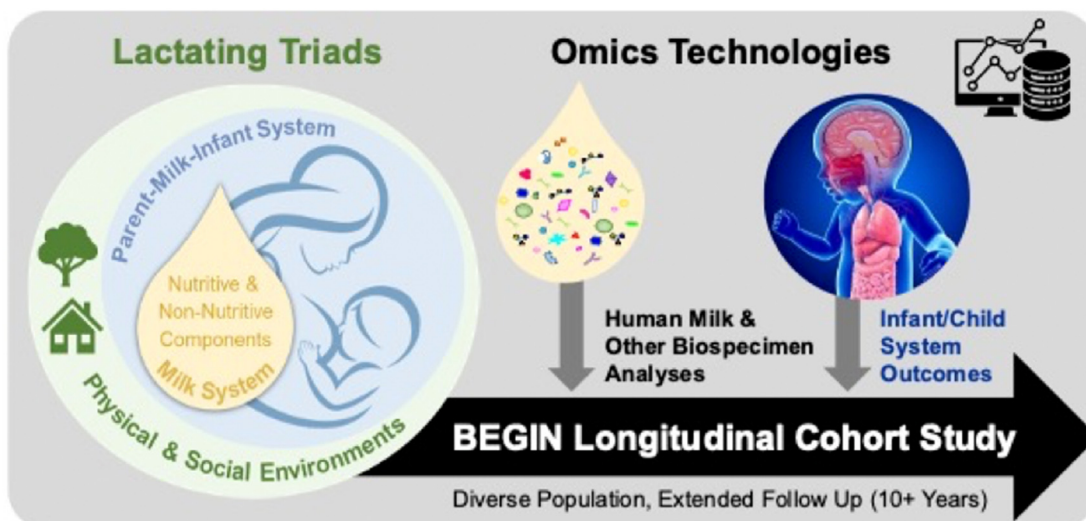 Lactating Triads
Omics Technologies
Parent-Milk-Infant System
Nutritive &
Non-Nutritive
Components
Milk System
Physical & Social Environments
Human Milk &
Other Biospecimen
Analyses
Infant/Child
System
Outcomes
BEGIN Longitudinal Cohort Study
Diverse Population, Extended Follow Up (10+ Years)